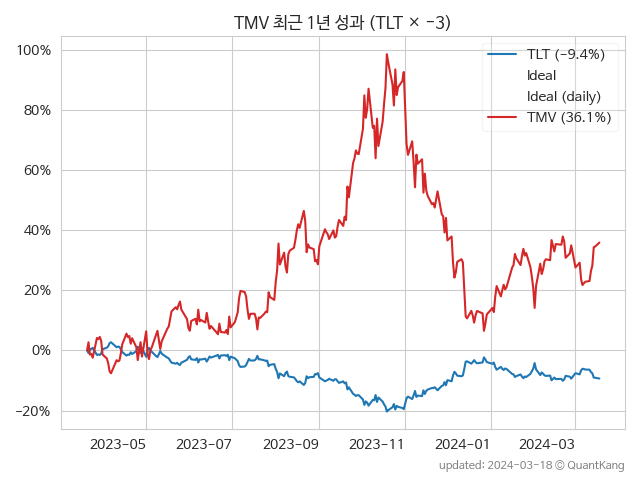 TMV 최근 1년 성과 (TLT × −3)
100%
80%
60%
40%
20%
0%
−20%
TLT (−9.4%)
Ideal
Ideal (daily)
TMV (36.1%)
2023−05
2023−07
2023−09
2023−11
2024−01
2024−03
updated: 2024−03−18 © QuantKang